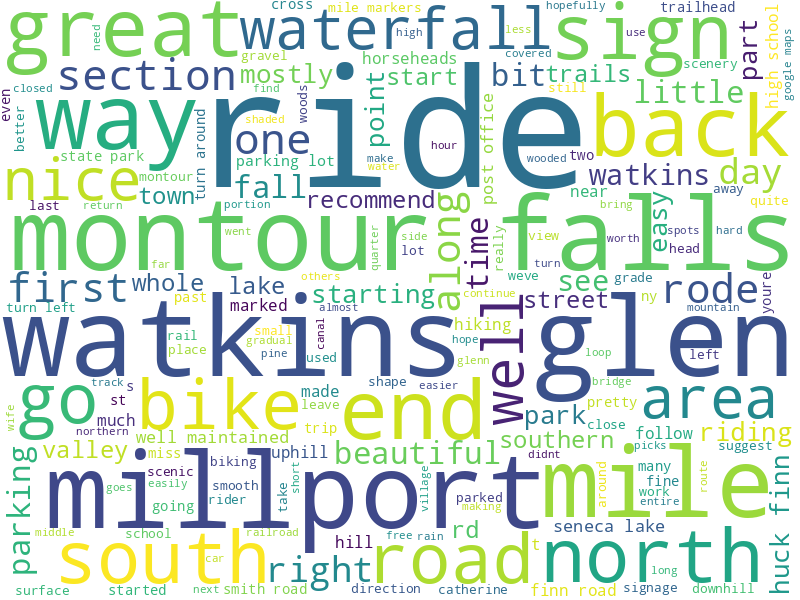 cross
mile markers
hopefully
trailhead
great
waterfall
sign
need
high
less
covered
use
part
high school
google maps
gravel
section
mostly
horseheads
start
point
bit
trails
scenery
find
still
little
even
closed
better
way
ride
back
shaded
woods
one
hour
wooded
two
post office
turn around
state park
parking lot
make
water
nice
montour
town
fall
recommend
watkins
day
near
away
quite
last
return
portion
bring
montour falls
went
far
quarter
side
lot
along
time
really
view
worth
spots
hard
head
easy
first
whole
lake
starting
weve
turn
see
grade
ny
mountain
rode
youre
turn left
past
marked
others
continue
street
watkins glen
rail
place
small
gradual
pine
canal
almost
used
hiking
hope
glenn
well
loop
left
bridge
go
track
s
st
bike
made
leave
shape
easier
end
trip
park
pretty
close
area
wife
northern
much
well maintained
beautiful
southern
follow
riding
suggest
valley
miss
uphill
didnt
picks
parking
scenic
biking
smooth
rider
goes
easily
going
take
short
village
parked
making
many
fine
work
entire
around
route
huck finn
millport
mile
seneca lake
rd
middle
school
railroad
hill
free
rain
t
south
car
right
road
north
long
surface
started
next
smith road
direction
catherine
finn road
signage
downhill